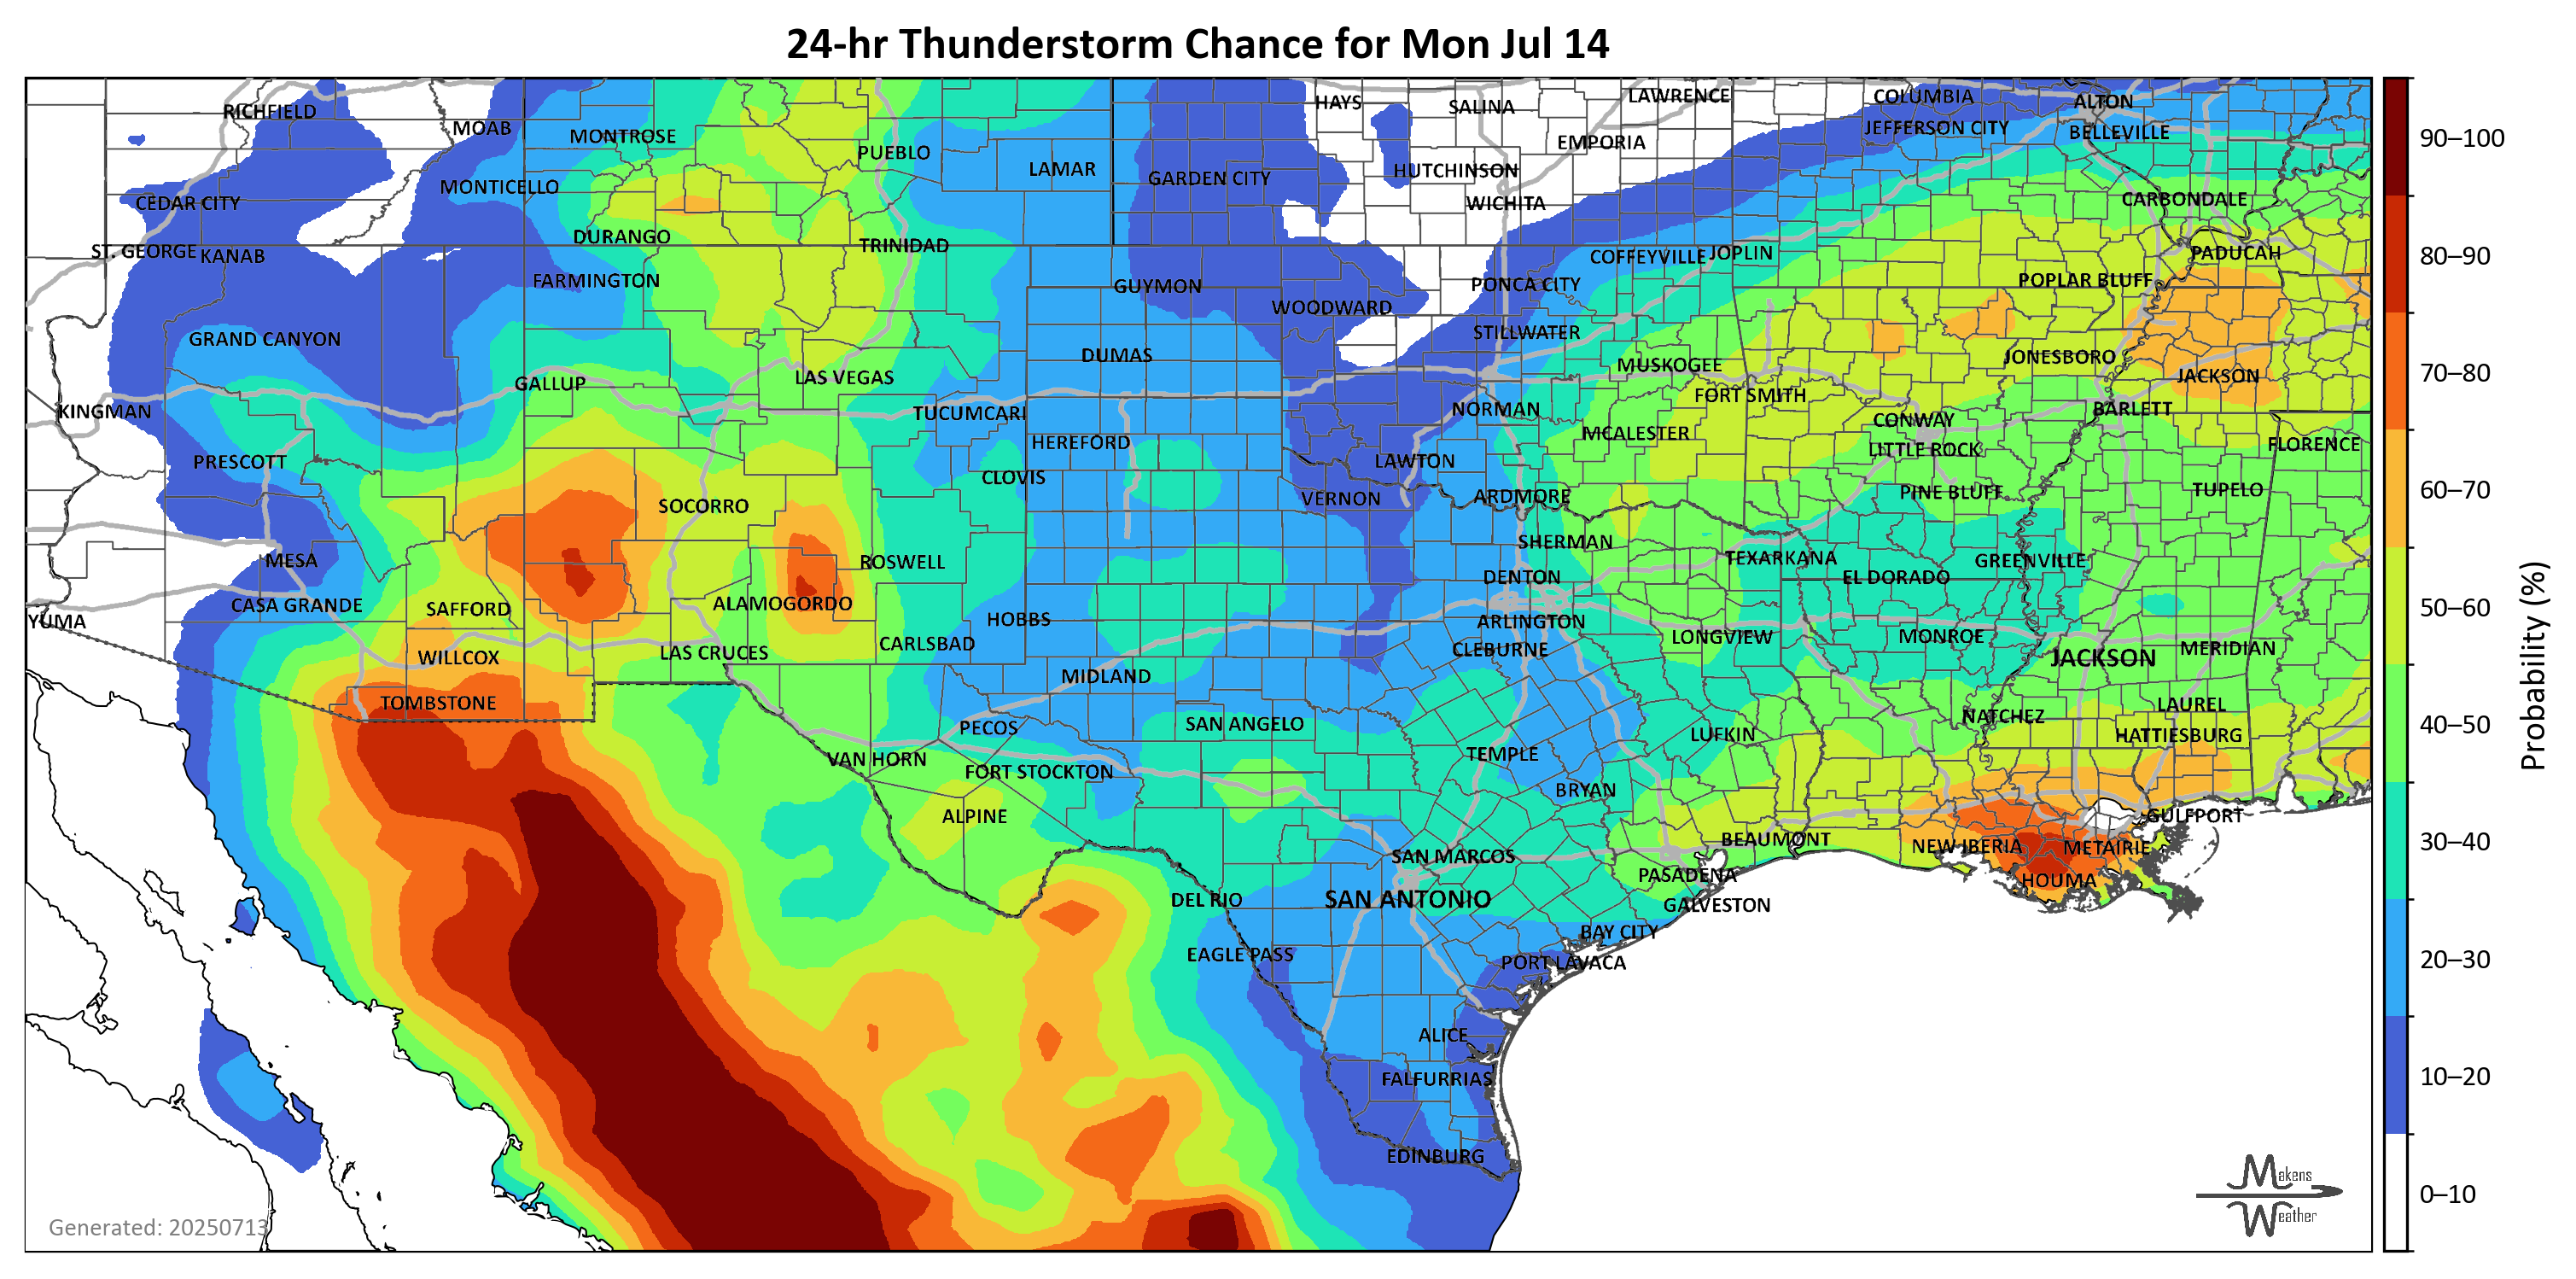 24-hr Thunderstorm Chance for Mon Jul 14
HAYS
SALINA
LAWRENCE
COLUMBIA
ALTON
RICHFIELD
MOAB
MONTROSE
PUEBLO
EMPORIA
JEFFERSON CITY
BELLEVILLE
90–100
LAMAR
GARDEN CITY
HUTCHINSON
MONTICELLO
CEDAR CITY
WICHITA
CARBONDALE
DURANGO
TRINIDAD
ST. GEORGE
KANAB
COFFEYVILLE
JOPLIN
PADUCAH
80–90
FARMINGTON
GUYMON
PONCA CITY
POPLAR BLUFF
WOODWARD
GRAND CANYON
STILLWATER
DUMAS
MUSKOGEE
JONESBORO
GALLUP
LAS VEGAS
JACKSON
70–80
FORT SMITH
KINGMAN
TUCUMCARI
NORMAN
CONWAY
BARLETT
HEREFORD
MCALESTER
LITTLE ROCK
FLORENCE
PRESCOTT
CLOVIS
LAWTON
SOCORRO
VERNON
ARDMORE
PINE BLUFF
TUPELO
60–70
MESA
ROSWELL
SHERMAN
TEXARKANA
GREENVILLE
CASA GRANDE
SAFFORD
ALAMOGORDO
DENTON
EL DORADO
50–60
YUMA
HOBBS
ARLINGTON
WILLCOX
LAS CRUCES
CARLSBAD
CLEBURNE
LONGVIEW
MONROE
JACKSON
MERIDIAN
Probability (%)
TOMBSTONE
MIDLAND
PECOS
SAN ANGELO
NATCHEZ
LAUREL
40–50
VAN HORN
FORT STOCKTON
TEMPLE
LUFKIN
HATTIESBURG
ALPINE
BRYAN
GULFPORT
SAN MARCOS
BEAUMONT
NEW IBERIA
METAIRIE
30–40
DEL RIO
SAN ANTONIO
PASADENA
HOUMA
GALVESTON
EAGLE PASS
BAY CITY
PORT LAVACA
20–30
ALICE
FALFURRIAS
10–20
EDINBURG
Makens
Weather
0–10
Generated: 20250713